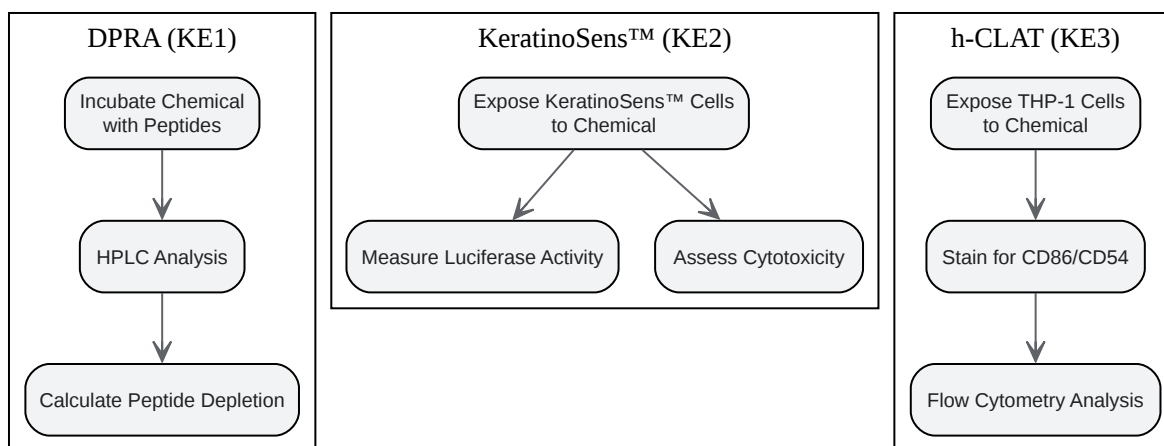 DPRA (KE1)
Incubate Chemical
with Peptides
HPLC Analysis
Calculate Peptide Depletion
KeratinoSens™ (KE2)
Expose KeratinoSens™ Cells
to Chemical
Measure Luciferase Activity
Assess Cytotoxicity
h-CLAT (KE3)
Expose THP-1 Cells
to Chemical
Stain for CD86/CD54
Flow Cytometry Analysis